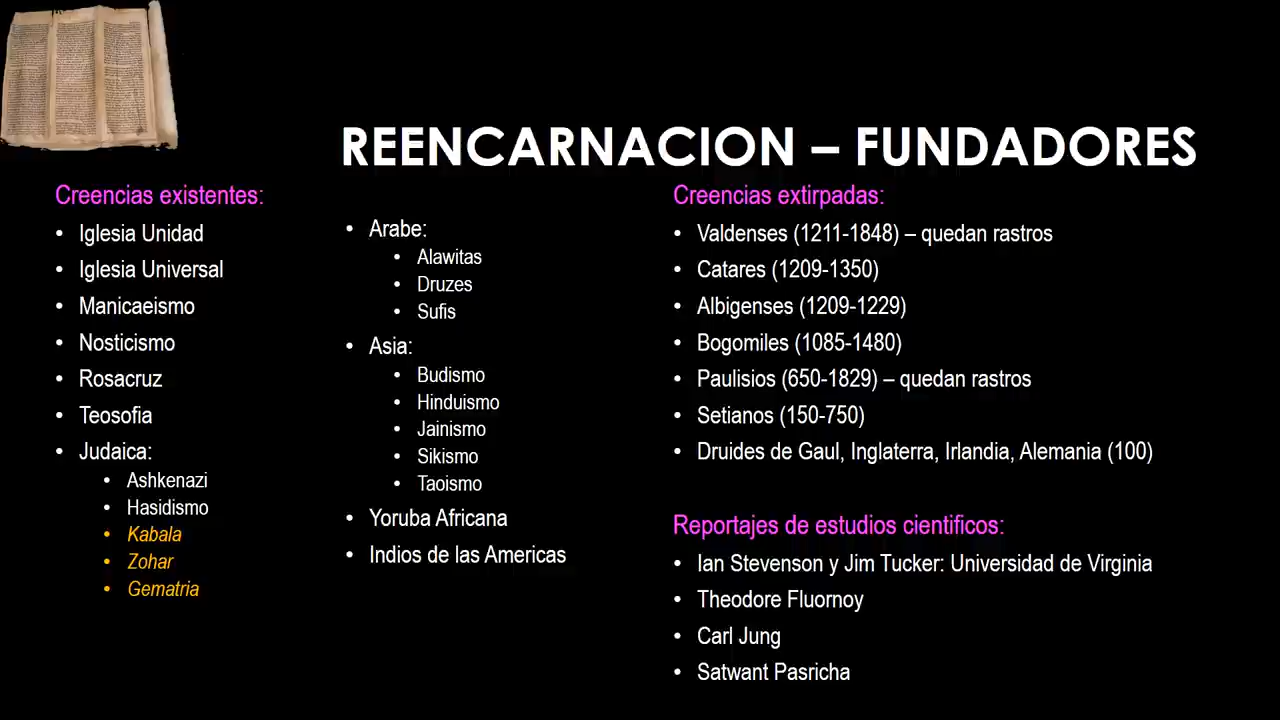 REENCARNACION – FUNDADORES
Creencias existentes:
• Iglesia Unidad
• Iglesia Universal
• Manicaeismo
• Nosticismo
• Rosacruz
• Teosofia
• Judaica:
• Ashkenazi
• Hasidismo
• Kabala
• Zohar
• Gematria
• Arabe:
• Alawitas
• Druzes
• Sufis
• Asia:
• Budismo
• Hinduismo
• Jainismo
• Sikismo
• Taoismo
• Yoruba Africana
• Indios de las Americas
Creencias extirpadas:
• Valdenses (1211-1848) – quedan rastros
• Catares (1209-1350)
• Albigenses (1209-1229)
• Bogomiles (1085-1480)
• Paulisios (650-1829) – quedan rastros
• Setianos (150-750)
• Druides de Gaul, Inglaterra, Irlandia, Alemania (100)
Reportajes de estudios cientificos:
• Ian Stevenson y Jim Tucker: Universidad de Virginia
• Theodore Fluornoy
• Carl Jung
• Satwant Pasricha